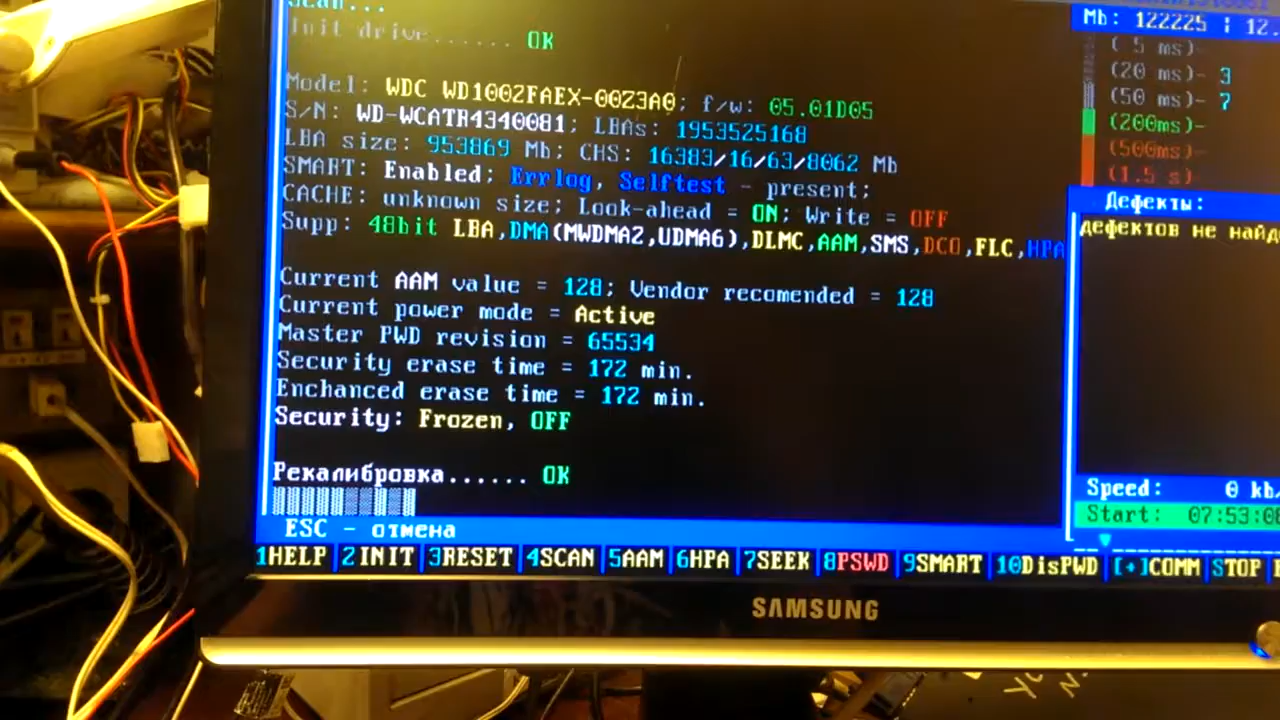 Scan...
Init drive...... OK
Model: WDC WD1002FAEX-00Z3A0; f/w: 05.01D05
S/N: WD-WCATR4340081; LBAs: 1953525168
LBA size: 953869 Mb; CHS: 16383/16/63/8062 Mb
SMART: Enabled; Errlog, Selftest - present;
CACHE: unknown size; Look-ahead = ON; Write = OFF
Supp: 48bit LBA,DMA(MWDMA2,UDMA6),DLMC,AAM,SMS,DCO,FLC,HPA
Current AAM value = 128; Vendor recomended = 128
Current power mode = Active
Master PWD revision = 65534
Security erase time = 172 min.
Enchanced erase time = 172 min.
Security: Frozen, OFF
Рекалибровка...... OK
ESC - отмена
Mb: 122225 | 12.
( 5 ms)-
(20 ms)- 3
(50 ms)- 7
(200ms)-
(500ms)-
(1.5 s)-
Дефекты:
дефектов не найд
Speed: 0 kb
Start: 07:53:08
1HELP 2INIT 3RESET 4SCAN 5AAM 6HPA 7SEEK 8PSWD 9SMART 10DisPWD [+]COMM STOP
SAMSUNG